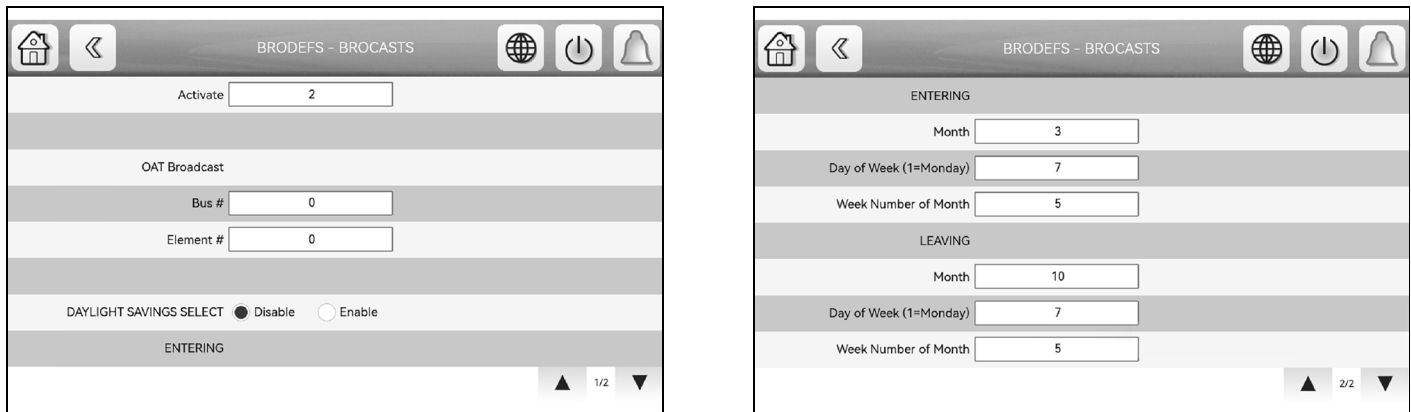 BRODEFS - BROCASTS
Activate 2
OAT Broadcast
Bus # 0
Element # 0
DAYLIGHT SAVINGS SELECT Disable Enable
ENTERING
1/2
BRODEFS - BROCASTS
ENTERING
Month 3
Day of Week (1=Monday) 7
Week Number of Month 5
LEAVING
Month 10
Day of Week (1=Monday) 7
Week Number of Month 5
2/2